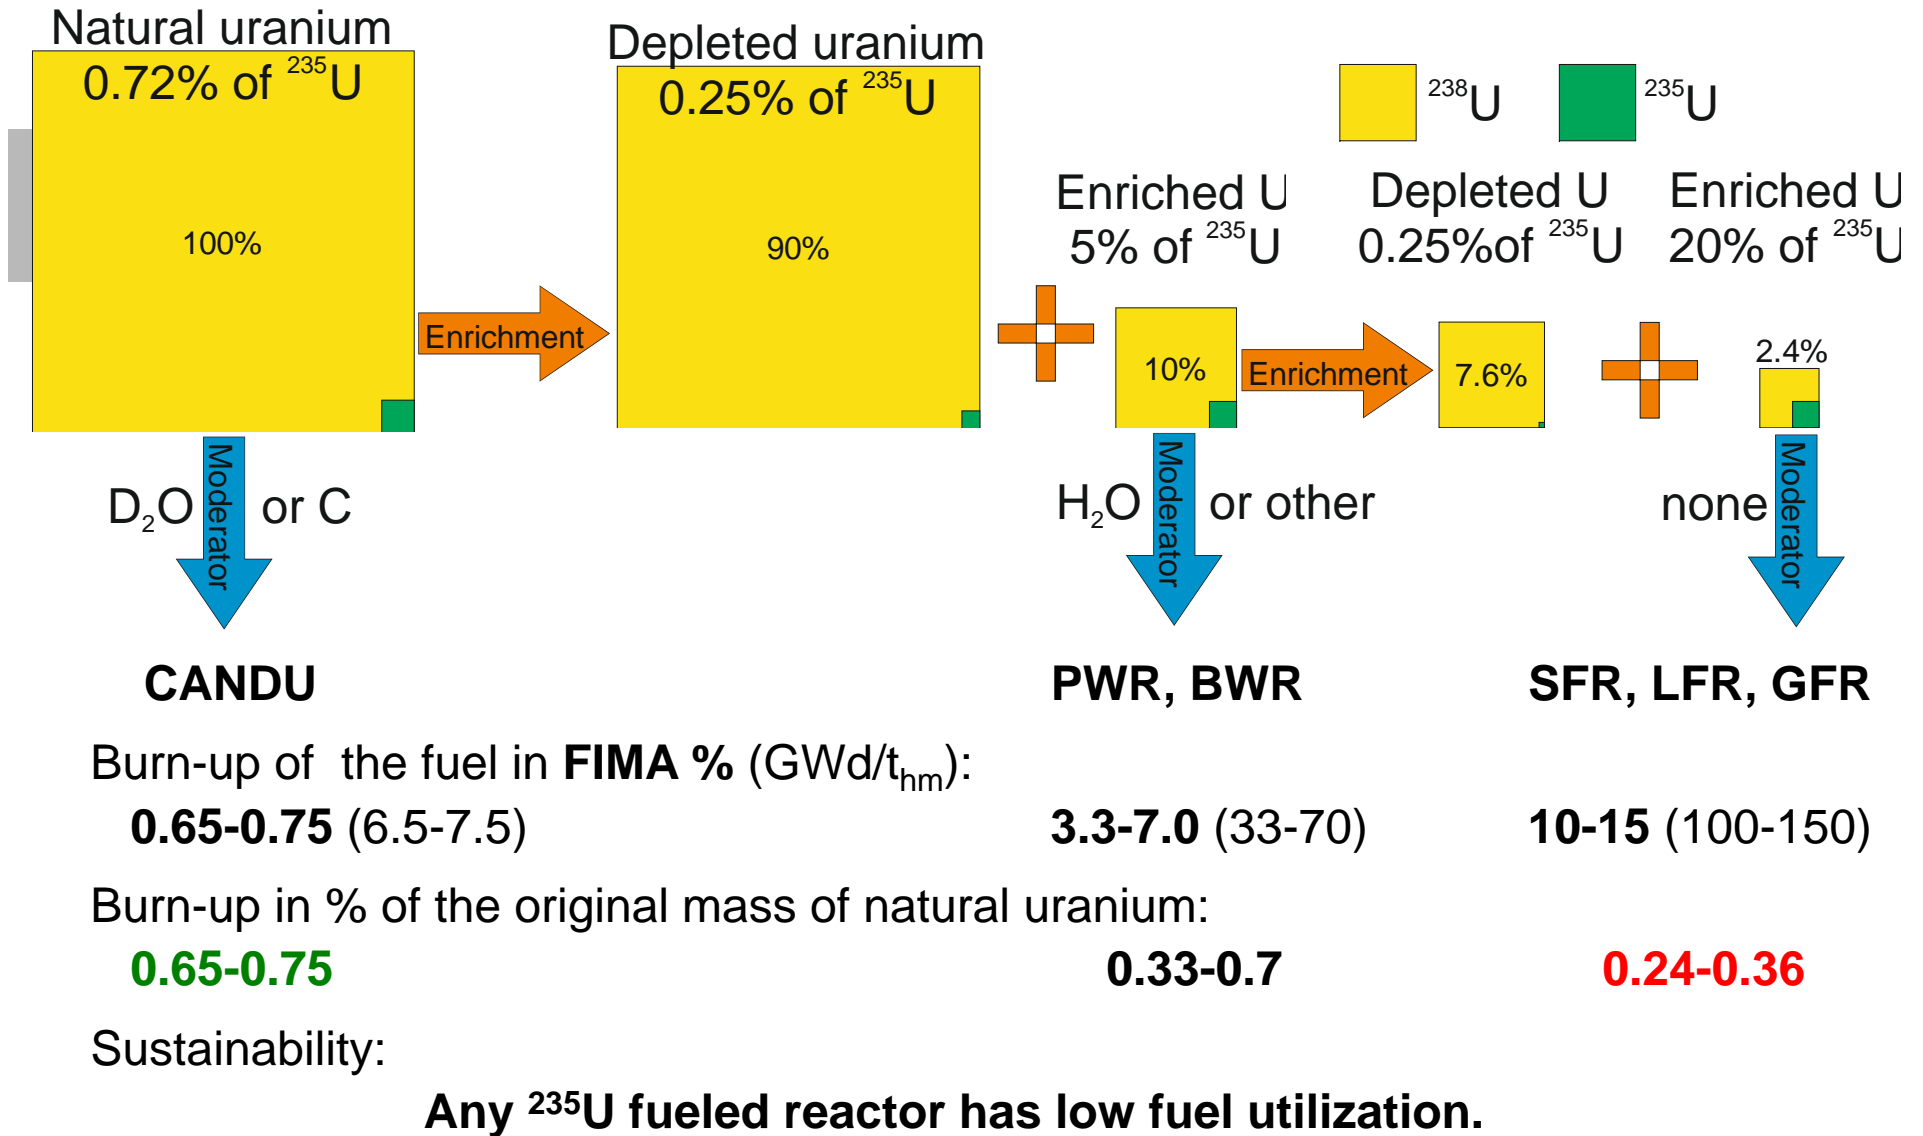 Natural uranium
0.72% of ²³⁵U
100%
Enrichment
Depleted uranium
0.25% of ²³⁵U
90%
²³⁸U
²³⁵U
Enriched U
5% of ²³⁵U
10%
Enrichment
Depleted U
0.25%of ²³⁵U
7.6%
Enriched U
20% of ²³⁵U
2.4%
D₂O Moderator or C
H₂O Moderator or other
none Moderator
CANDU
PWR, BWR
SFR, LFR, GFR
Burn-up of the fuel in FIMA % (GWd/tₕₘ):
0.65-0.75 (6.5-7.5)
3.3-7.0 (33-70)
10-15 (100-150)
Burn-up in % of the original mass of natural uranium:
0.65-0.75
0.33-0.7
0.24-0.36
Sustainability:
Any ²³⁵U fueled reactor has low fuel utilization.